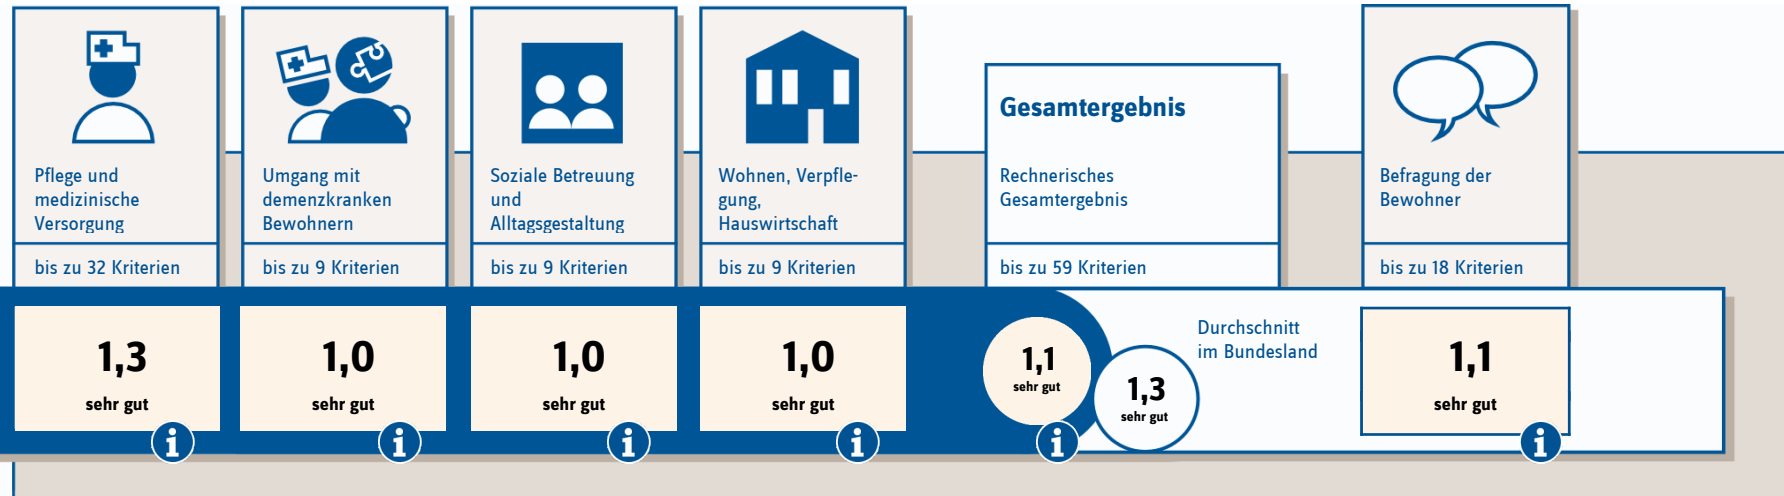 Pflege und
medizinische
Versorgung
bis zu 32 Kriterien
1,3
sehr gut
i
Umgang mit
demenzkranken
Bewohnern
bis zu 9 Kriterien
1,0
sehr gut
i
Soziale Betreuung
und
Alltagsgestaltung
bis zu 9 Kriterien
1,0
sehr gut
i
Wohnen, Verpfle-
gung,
Hauswirtschaft
bis zu 9 Kriterien
1,0
sehr gut
i
Gesamtergebnis
Rechnerisches
Gesamtergebnis
bis zu 59 Kriterien
1,1
sehr gut
i
1,3
sehr gut
Durchschnitt
im Bundesland
Befragung der
Bewohner
bis zu 18 Kriterien
1,1
sehr gut
i